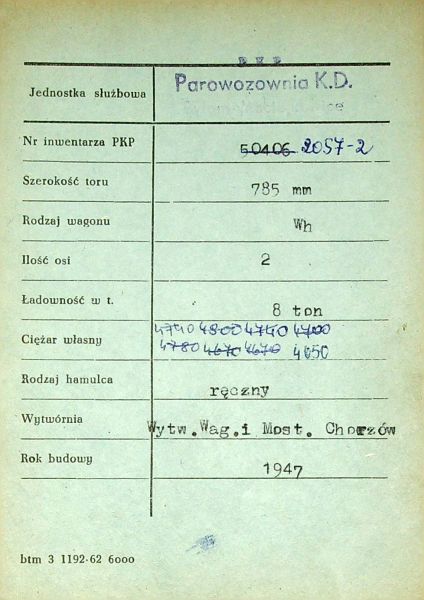 PKP
Jednostka służbowa Parowozownia K.D.
Nr inwentarza PKP 50406 2057-2
Szerokość toru 785 mm
Rodzaj wagonu Wh
Ilość osi 2
Ładowność w t. 8 ton
4740 4800 4740 4700
Ciężar własny 4780 4670 4670 4650
Rodzaj hamulca ręczny
Wytwórnia Wytw.Wag.i Most. Chorzów
Rok budowy 1947
btm 3 1192-62 6000